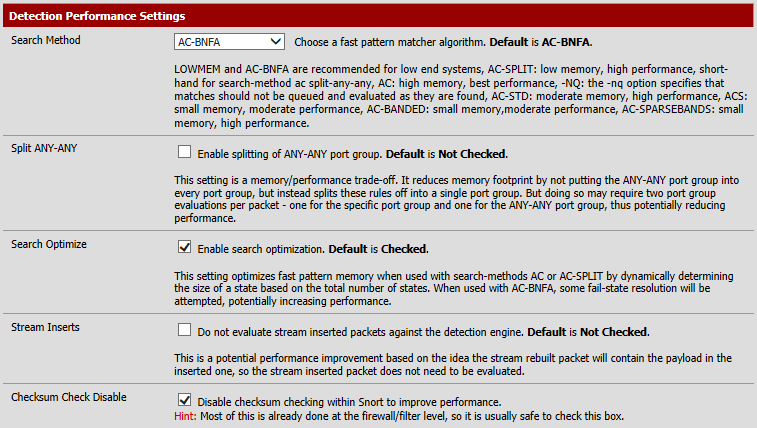 Detection Performance Settings
Search Method
AC-BNFA Choose a fast pattern matcher algorithm. Default is AC-BNFA.
LOWMEM and AC-BNFA are recommended for low end systems, AC-SPLIT: low memory, high performance, short-
hand for search-method ac split-any-any, AC: high memory, best performance, -NQ: the -nq option specifies that
matches should not be queued and evaluated as they are found, AC-STD: moderate memory, high performance, ACS:
small memory, moderate performance, AC-BANDED: small memory,moderate performance, AC-SPARSEBANDS: small
memory, high performance.
Split ANY-ANY
Enable splitting of ANY-ANY port group. Default is Not Checked.
This setting is a memory/performance trade-off. It reduces memory footprint by not putting the ANY-ANY port group into
every port group, but instead splits these rules off into a single port group. But doing so may require two port group
evaluations per packet - one for the specific port group and one for the ANY-ANY port group, thus potentially reducing
performance.
Search Optimize
Enable search optimization. Default is Checked.
This setting optimizes fast pattern memory when used with search-methods AC or AC-SPLIT by dynamically determining
the size of a state based on the total number of states. When used with AC-BNFA, some fail-state resolution will be
attempted, potentially increasing performance.
Stream Inserts
Do not evaluate stream inserted packets against the detection engine. Default is Not Checked.
This is a potential performance improvement based on the idea the stream rebuilt packet will contain the payload in the
inserted one, so the stream inserted packet does not need to be evaluated.
Checksum Check Disable
Disable checksum checking within Snort to improve performance.
Hint: Most of this is already done at the firewall/filter level, so it is usually safe to check this box.